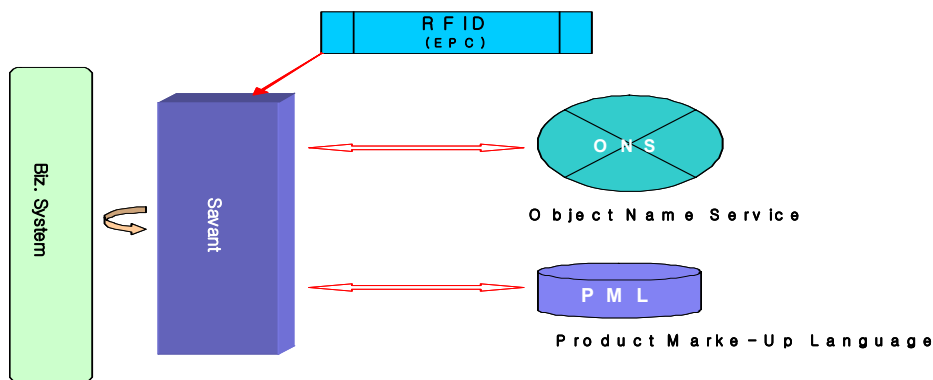 RFID
(EPC)
Biz. System
Savant
ONS
Object Name Service
PML
Product Marke-Up Language